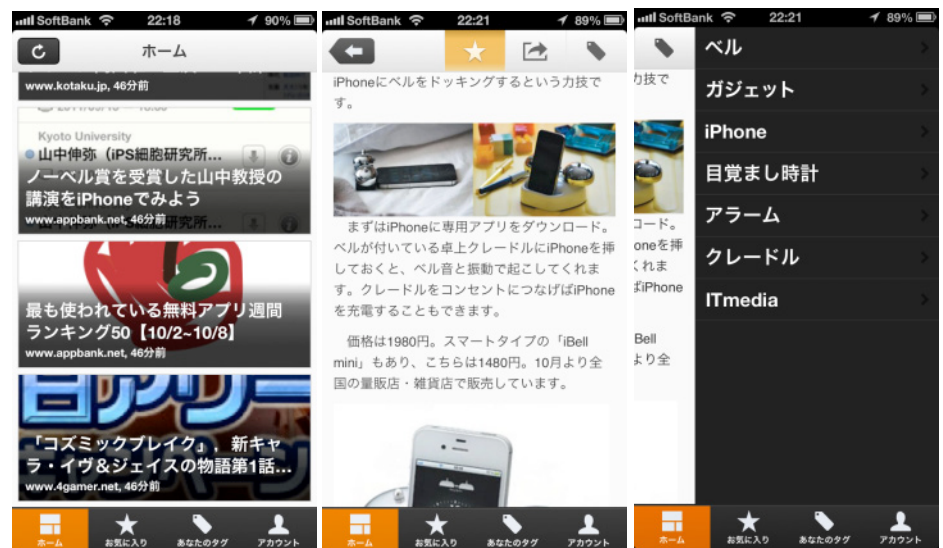 SoftBank 22:18 90%
ホーム
www.kotaku.jp, 46分前
Kyoto University
山中伸弥（iPS細胞研究所...
ノーベル賞を受賞した山中教授の
講演をiPhoneでみよう
www.appbank.net, 46分前
最も使われている無料アプリ週間
ランキング50【10/2~10/8】
www.appbank.net, 46分前
「コズミックブレイク」，新キャ
ラ・イヴ＆ジェイスの物語第1話...
www.4gamer.net, 46分前
ホーム お気に入り あなたのタグ アカウント
SoftBank 22:21 89%
iPhoneにベルをドッキングするという力技で
す。
まずはiPhoneに専用アプリをダウンロード。
ベルが付いている卓上クレードルにiPhoneを挿
しておくと、ベル音と振動で起こしてくれま
す。クレードルをコンセントにつなげばiPhone
を充電することもできます。
価格は1980円。スマートタイプの「iBell
mini」もあり、こちらは1480円。10月より全
国の量販店・雑貨店で販売しています。
ホーム お気に入り あなたのタグ アカウント
SoftBank 22:21 89%
力技で
コード。
oneを挿
くれま
ばiPhone
Bell
より全
ベル
ガジェット
iPhone
目覚まし時計
アラーム
クレードル
ITmedia
ホーム お気に入り あなたのタグ アカウント